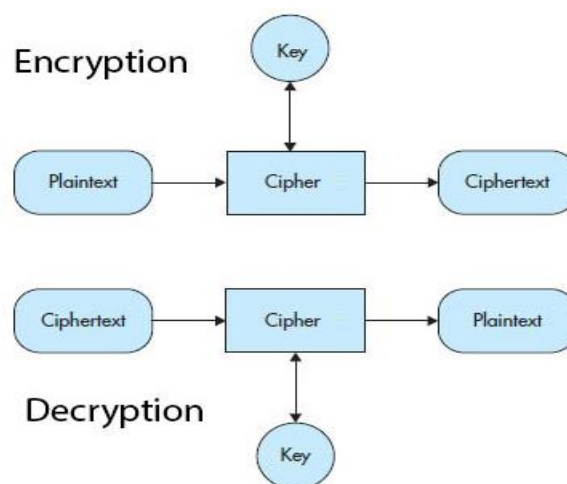 Encryption
Key
Plaintext
Cipher
Ciphertext
Ciphertext
Cipher
Plaintext
Decryption
Key